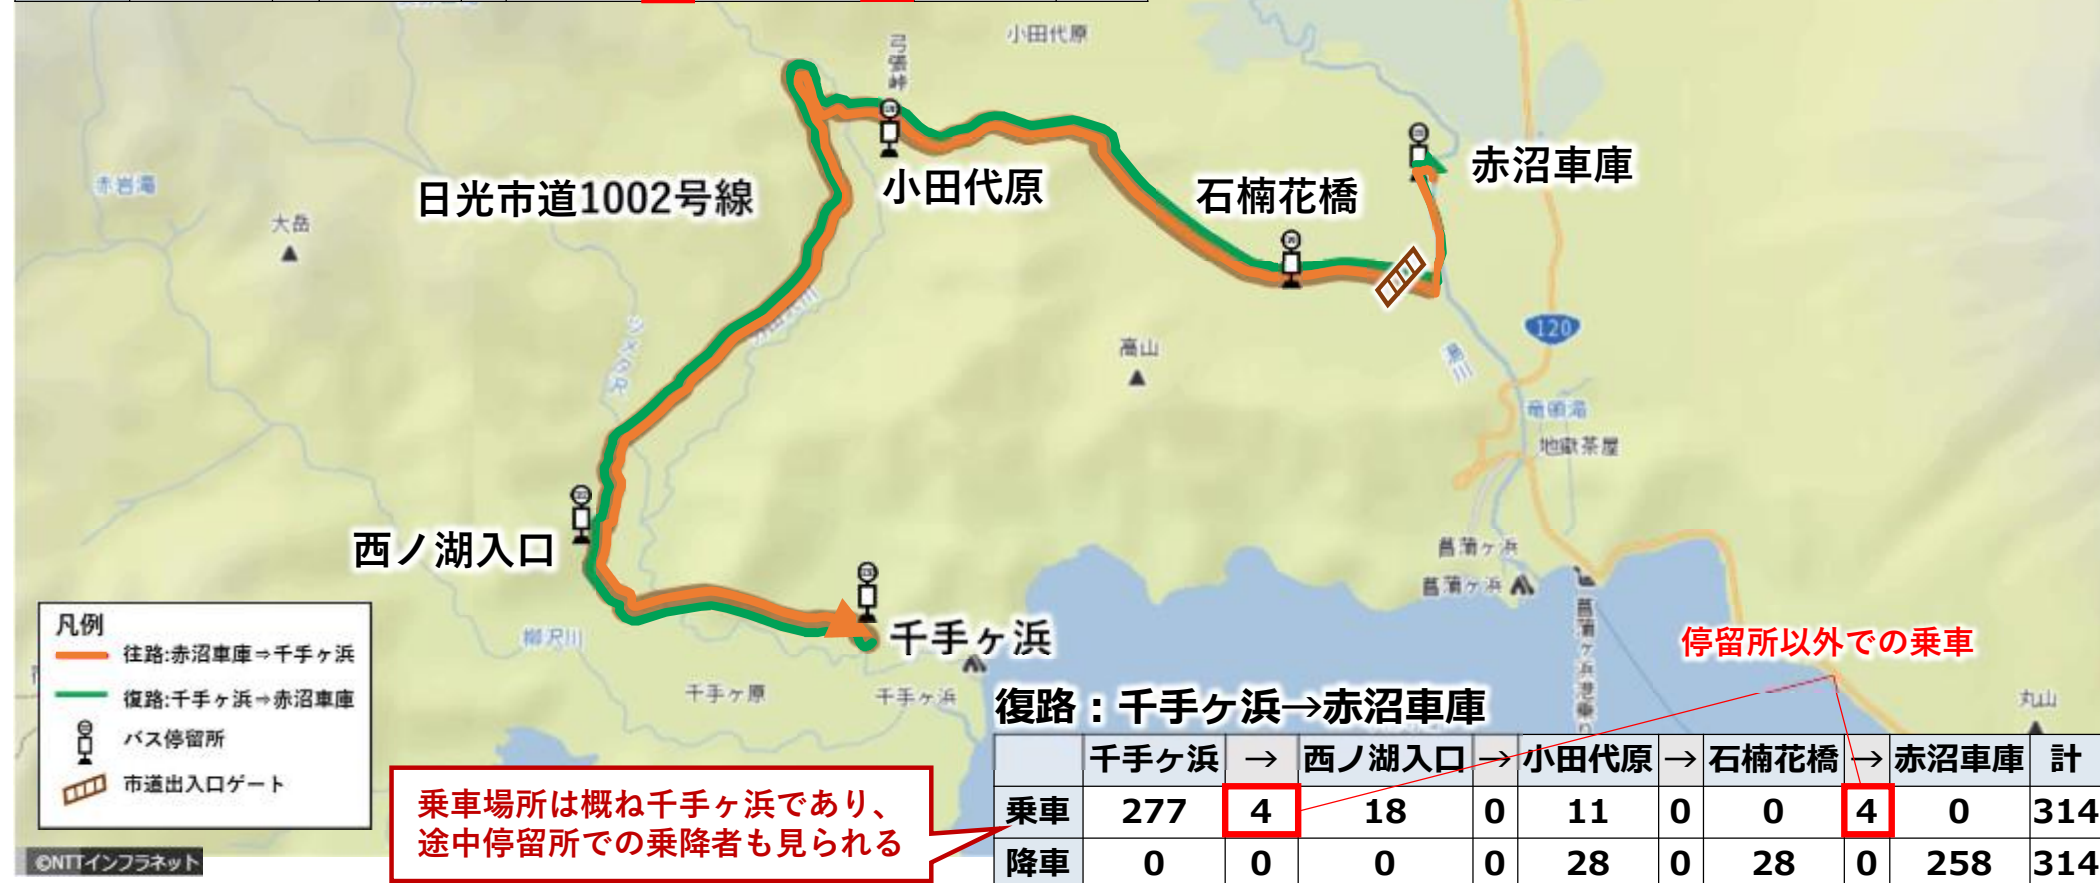 小田代原
弓張峠
赤沼車庫
小田代原
石楠花橋
日光市道1002号線
赤岩滝
大岳
高山
120
湯川
竜頭滝
地獄茶屋
西ノ湖入口
菖蒲ヶ浜
菖蒲ヶ浜
千手ヶ浜
柳沢川
千手ヶ原
千手ヶ浜
丸山
停留所以外での乗車
凡例
往路:赤沼車庫⇒千手ヶ浜
復路:千手ヶ浜⇒赤沼車庫
バス停留所
市道出入口ゲート
©NTTインフラネット
乗車場所は概ね千手ヶ浜であり、
途中停留所での乗降者も見られる
復路：千手ヶ浜→赤沼車庫
千手ヶ浜 → 西ノ湖入口 → 小田代原 → 石楠花橋 → 赤沼車庫 計
乗車 277 4 18 0 11 0 0 4 0 314
降車 0 0 0 0 28 0 28 0 258 314